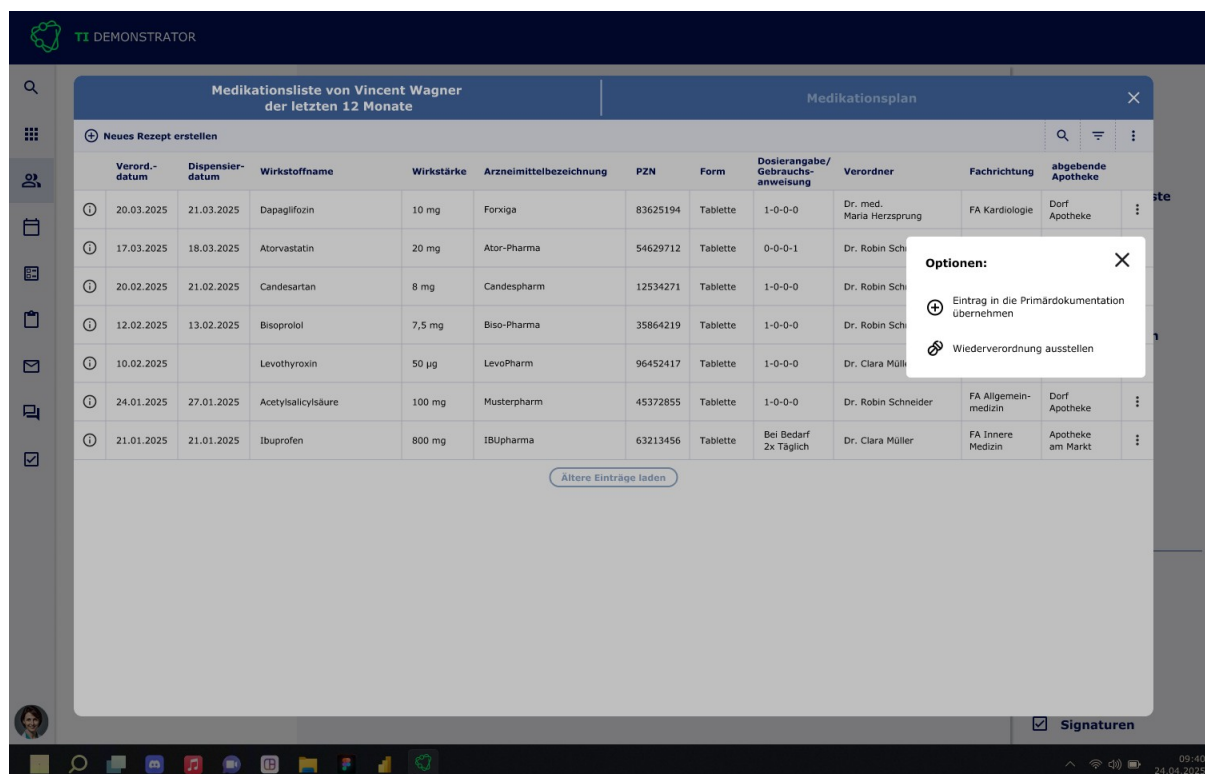 TI DEMONSTRATOR
Medikationsliste von Vincent Wagner
der letzten 12 Monate
Medikationsplan
Neues Rezept erstellen
Verord.-
datum
Dispensier-
datum
Wirkstoffname
Wirkstärke
Arzneimittelbezeichnung
PZN
Form
Dosierangabe/
Gebrauchs-
anweisung
Verordner
Fachrichtung
abgebende
Apotheke
20.03.2025 21.03.2025 Dapaglifozin 10 mg Forxiga 83625194 Tablette 1-0-0-0
Dr. med.
Maria Herzsprung
FA Kardiologie
Dorf
Apotheke
17.03.2025 18.03.2025 Atorvastatin 20 mg Ator-Pharma 54629712 Tablette 0-0-0-1 Dr. Robin
20.02.2025 21.02.2025 Candesartan 8 mg Candespharm 12534271 Tablette 1-0-0-0 Dr. Robin
12.02.2025 13.02.2025 Bisoprolol 7,5 mg Biso-Pharma 35864219 Tablette 1-0-0-0 Dr. Robin
10.02.2025 Levothyroxin 50 µg LevoPharm 96452417 Tablette 1-0-0-0 Dr. Clara
24.01.2025 27.01.2025 Acetylsalicylsäure 100 mg Musterpharm 45372855 Tablette 1-0-0-0 Dr. Robin Schneider
FA Allgemein-
medizin
Dorf
Apotheke
21.01.2025 21.01.2025 Ibuprofen 800 mg IBUpharma 63213456 Tablette
Bei Bedarf
2x Täglich
Dr. Clara Müller
FA Innere
Medizin
Apotheke
am Markt
Optionen:
Eintrag in die Primärdokumentation
übernehmen
Wiederverordnung ausstellen
Ältere Einträge laden
Signaturen
09:40
24.04.2025